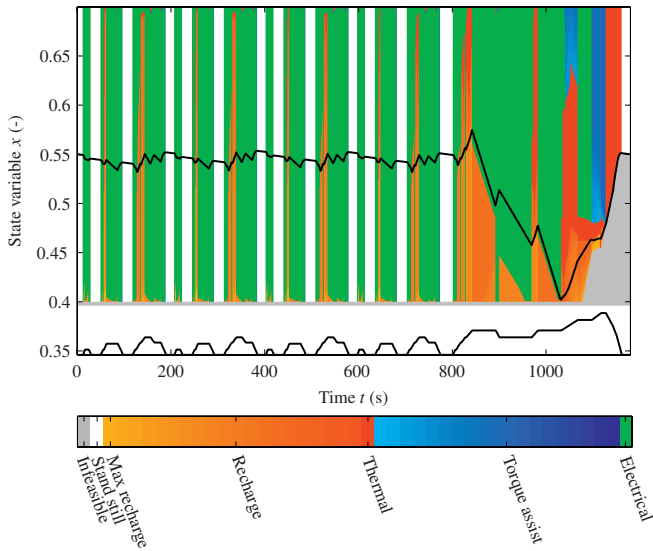 0.65
0.6
0.55
0.5
0.45
0.4
0.35
State variable x (-)
0 200 400 600 800 1000
Time t (s)
Infeasible
Stand still
Max recharge
Recharge
Thermal
Torque assist
Electrical